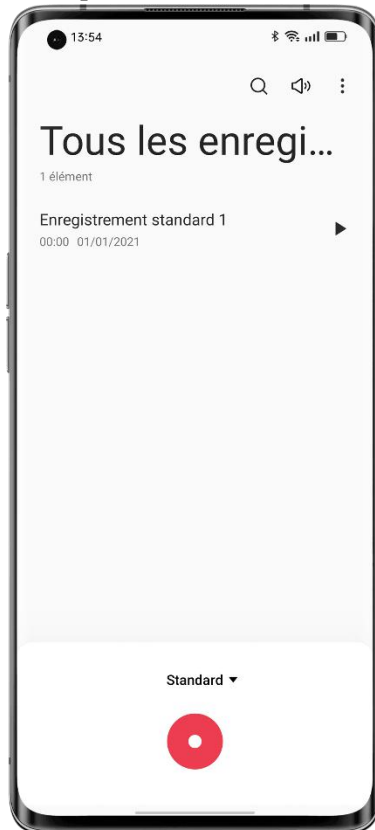 13:54
Tous les enregi...
1 élément
Enregistrement standard 1
00:00 01/01/2021
Standard